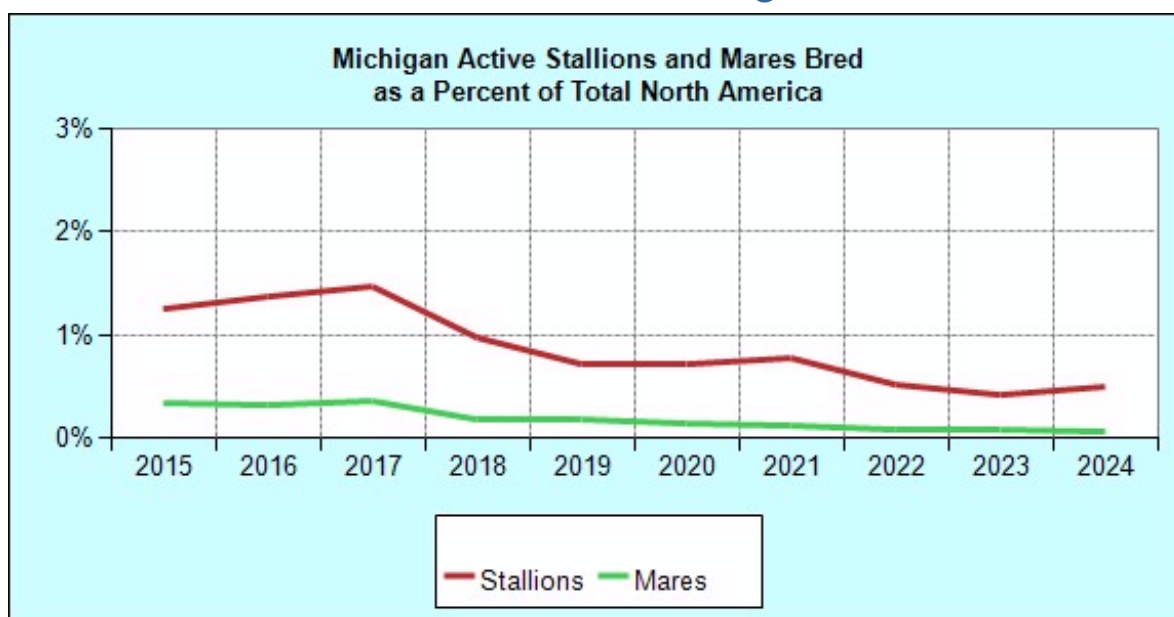 Michigan Active Stallions and Mares Bred
as a Percent of Total North America
3%
2%
1%
0%
2015 2016 2017 2018 2019 2020 2021 2022 2023 2024
Stallions Mares